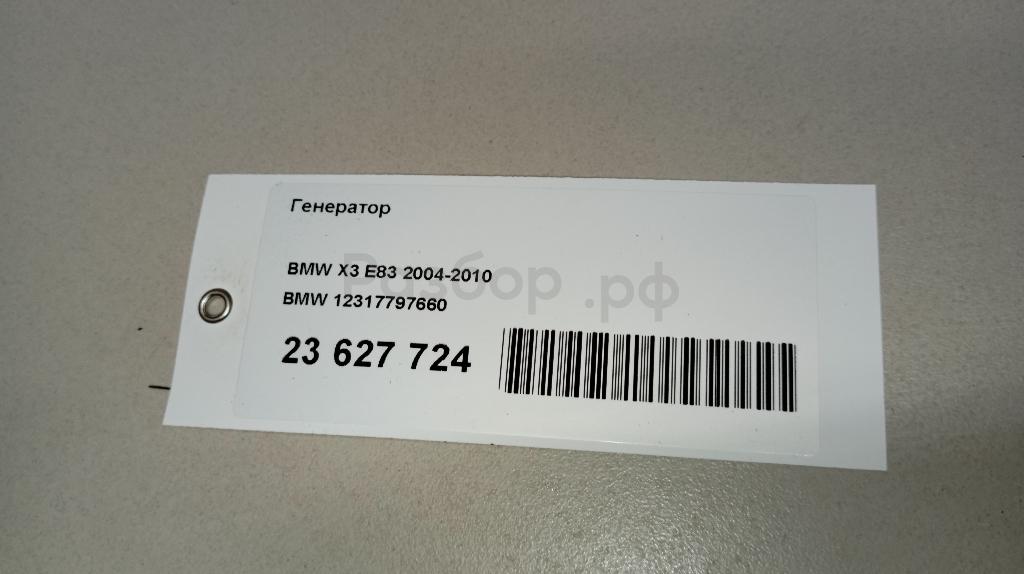 Генератор
BMW X3 E83 2004-2010
Разбор.рф
BMW 12317797660
23 627 724